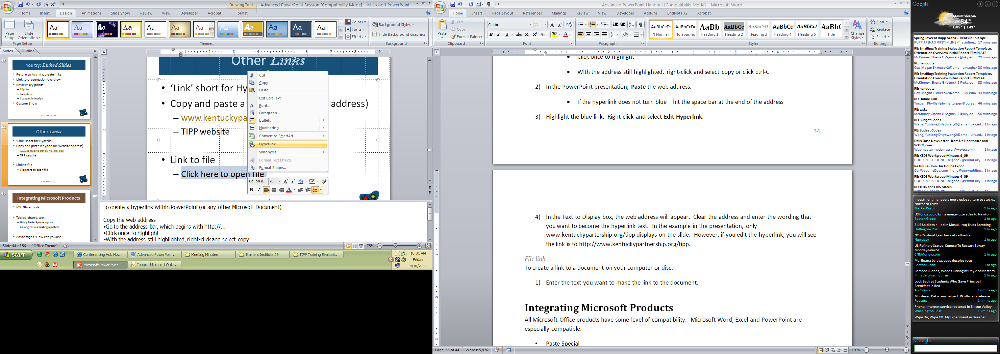 Drawing Tools
Advanced PowerPoint Session [Compatibility Mode] - Microsoft PowerPoint
Home Insert Design Animations Slide Show Review View Developer Acrobat Format
Page Setup
Slide Orientation
Aa Aa Aa Aa Aa Aa Aa Aa Aa Aa Aa Aa
Colors
Fonts
Effects
Background Styles
Hide Background Graphics
Page Setup Themes Background
Slides Outline
43
You try: Linked Slides
• Return to Agenda, create links
• Link to presentation overview
• Review key points
– Clip Art
– Transitions
– Custom Animation
• Custom Show
44
Other Links
• 'Link' short for Hyperlink
• Copy and paste a hyperlink (website address)
– www.kentuckypartnership.org/tipp
– TIPP website
• Link to file
– Click here to open file
45
Integrating Microsoft Products
• MS Office tools
• Tables, charts, text
– Using Paste Special option
– Linking versus pasting a picture
• Advantages? How can you use?
Other Links
• 'Link' short for Hy
• Copy and paste a address)
– www.kentuckypa
– TIPP website
• Link to file
– Click here to open file
Cut
Copy
Paste
Exit Edit Text
Font...
Paragraph...
Bullets
Numbering
Convert to SmartArt
Hyperlink...
Synonyms
Format Text Effects...
Format Shape...
Calibri (E 28
To create a hyperlink within PowerPoint (or any other Microsoft Document)
Copy the web address
•Go to the address bar, which begins with http://...
•Click once to highlight
•With the address still highlighted, right-click and select copy
Slide 44 of 56 "Office Theme" 75%
start
Conferencing Hub Ho... Advanced PowerPoin... Meeting Minutes Trainers Institute 09 TIPP Training Evaluati...
Microsoft PowerPoint ... Inbox - Microsoft Out...
10:01 AM
Friday
4/10/2009
Advanced PowerPoint Handout [Compatibility Mode] - Microsoft Word
Home Insert Page Layout References Mailings Review View Developer Add-Ins EndNote X2 Acrobat
Paste
Cut
Copy
Format Painter
Calibri 11
AaBbCcDc AaBbCcDc AaBb AaBbCc AaBbCcD AaBbCc AaBbCcL AaBb(
¶ Normal No Spacing Heading 1 Heading 2 Heading 3 Heading 4 Heading 5 Title
Change Styles
Find
Replace
Select
Clipboard Font Paragraph Styles Editing
• Click once to highlight
• With the address still highlighted, right-click and select copy or click ctrl-C
2) In the PowerPoint presentation, Paste the web address.
• If the hyperlink does not turn blue – hit the space bar at the end of the address
3) Highlight the blue link. Right-click and select Edit Hyperlink.
34
4) In the Text to Display box, the web address will appear. Clear the address and enter the wording that
you want to become the hyperlink text. In the example in the presentation, only
www.kentuckypartership.org/tipp displays on the slide. However, if you edit the hyperlink, you will see
the link is to http://www.kentuckypartnership.org/tipp.
File link
To create a link to a document on your computer or disc:
1) Enter the text you want to make the link to the document.
Integrating Microsoft Products
All Microsoft Office products have some level of compatibility. Microsoft Word, Excel and PowerPoint are
especially compatible.
• Paste Special
Page: 35 of 44 Words: 5,876 130%
Google
Mount Vernon
54°
H 65° | L 43°
Spring Fever at Rupp Arena - Events in This April
RUPP ARENA'S FIRST IN LINE <firstinline... 17 mins ago
RE: Emailing: Training Evaluation Report Template,
Orientation Overview Initial Report TEMPLATE
McKinney, Shena G <sgmcki2@uky.ed.. 29 mins ago
RE: handouts
Cox, Megan E <mecox2@email.uky.edu> 30 mins ago
RE: Emailing: Training Evaluation Report Template,
Orientation Overview Initial Report TEMPLATE
McKinney, Shena G <sgmcki2@uky.ed.. 33 mins ago
RE: handouts
Cox, Megan E <mecox2@email.uky.edu> 44 mins ago
RE: Online COR
Turpen, Phyllis <phyllis.turpen@pulas... 46 mins ago
RE: tasks
McKinney, Shena G <sgmcki2@uky.ed.. 56 mins ago
RE: Budget Codes
Wang, Yuhlang D <ydwang2@email.uky.ed.. 1 hr ago
RE: Budget Codes
Wang, Yuhlang D <ydwang2@email.uky.ed.. 1 hr ago
Daily Dose Newsletter - from UK Healthcare and
WTVQ.com
Webmaster <webmaster@wtvq.com> 1 hr ago
RE: KEDS Workgroup Minutes 4_09
GOODEN, CAROLINE J <cjgood2@email.uky... 1 hr ago
PATRICIA, Join Our Online Expo!
OurWeddingDay.com <hello@ourwedding... 1 hr ago
RE: KEDS Workgroup Minutes 4_09
GOODEN, CAROLINE J <cjgood2@email.uky... 1 hr ago
RE: TOTS and CBIS Match
Investment managers more upbeat, turn to stocks:
Northern Trust
MarketWatch 1 hr ago
US funds could bring energy upgrades to Newton
Boston Globe 1 hr ago
5 US Soldiers Killed In Mosul, Iraq Truck Bombing
Huffington Post 1 hr ago
NY's Cardinal Egan back at cathedral
Newsday 1 hr ago
US Refinery Status: Conoco To Restart Baway
Monday-Source
CNNMoney.com 1 hr ago
Marijuana bylaws eyed despite vote
Boston Globe 1 hr ago
Campbell leads, Woods lurking at Day 2 of Masters
Philadelphia Inquirer 1 hr ago
Look Back at Students Who Gave Principal
Breakfast in Bed
ABC News 12 mins ago
Murdered Pakistani helped UN official's release
Reuters 14 mins ago
Phone, Internet service restored in Silicon Valley
Washington Post 15 mins ago
Wipe On, Wipe Off: My Experiment in Greener
Google